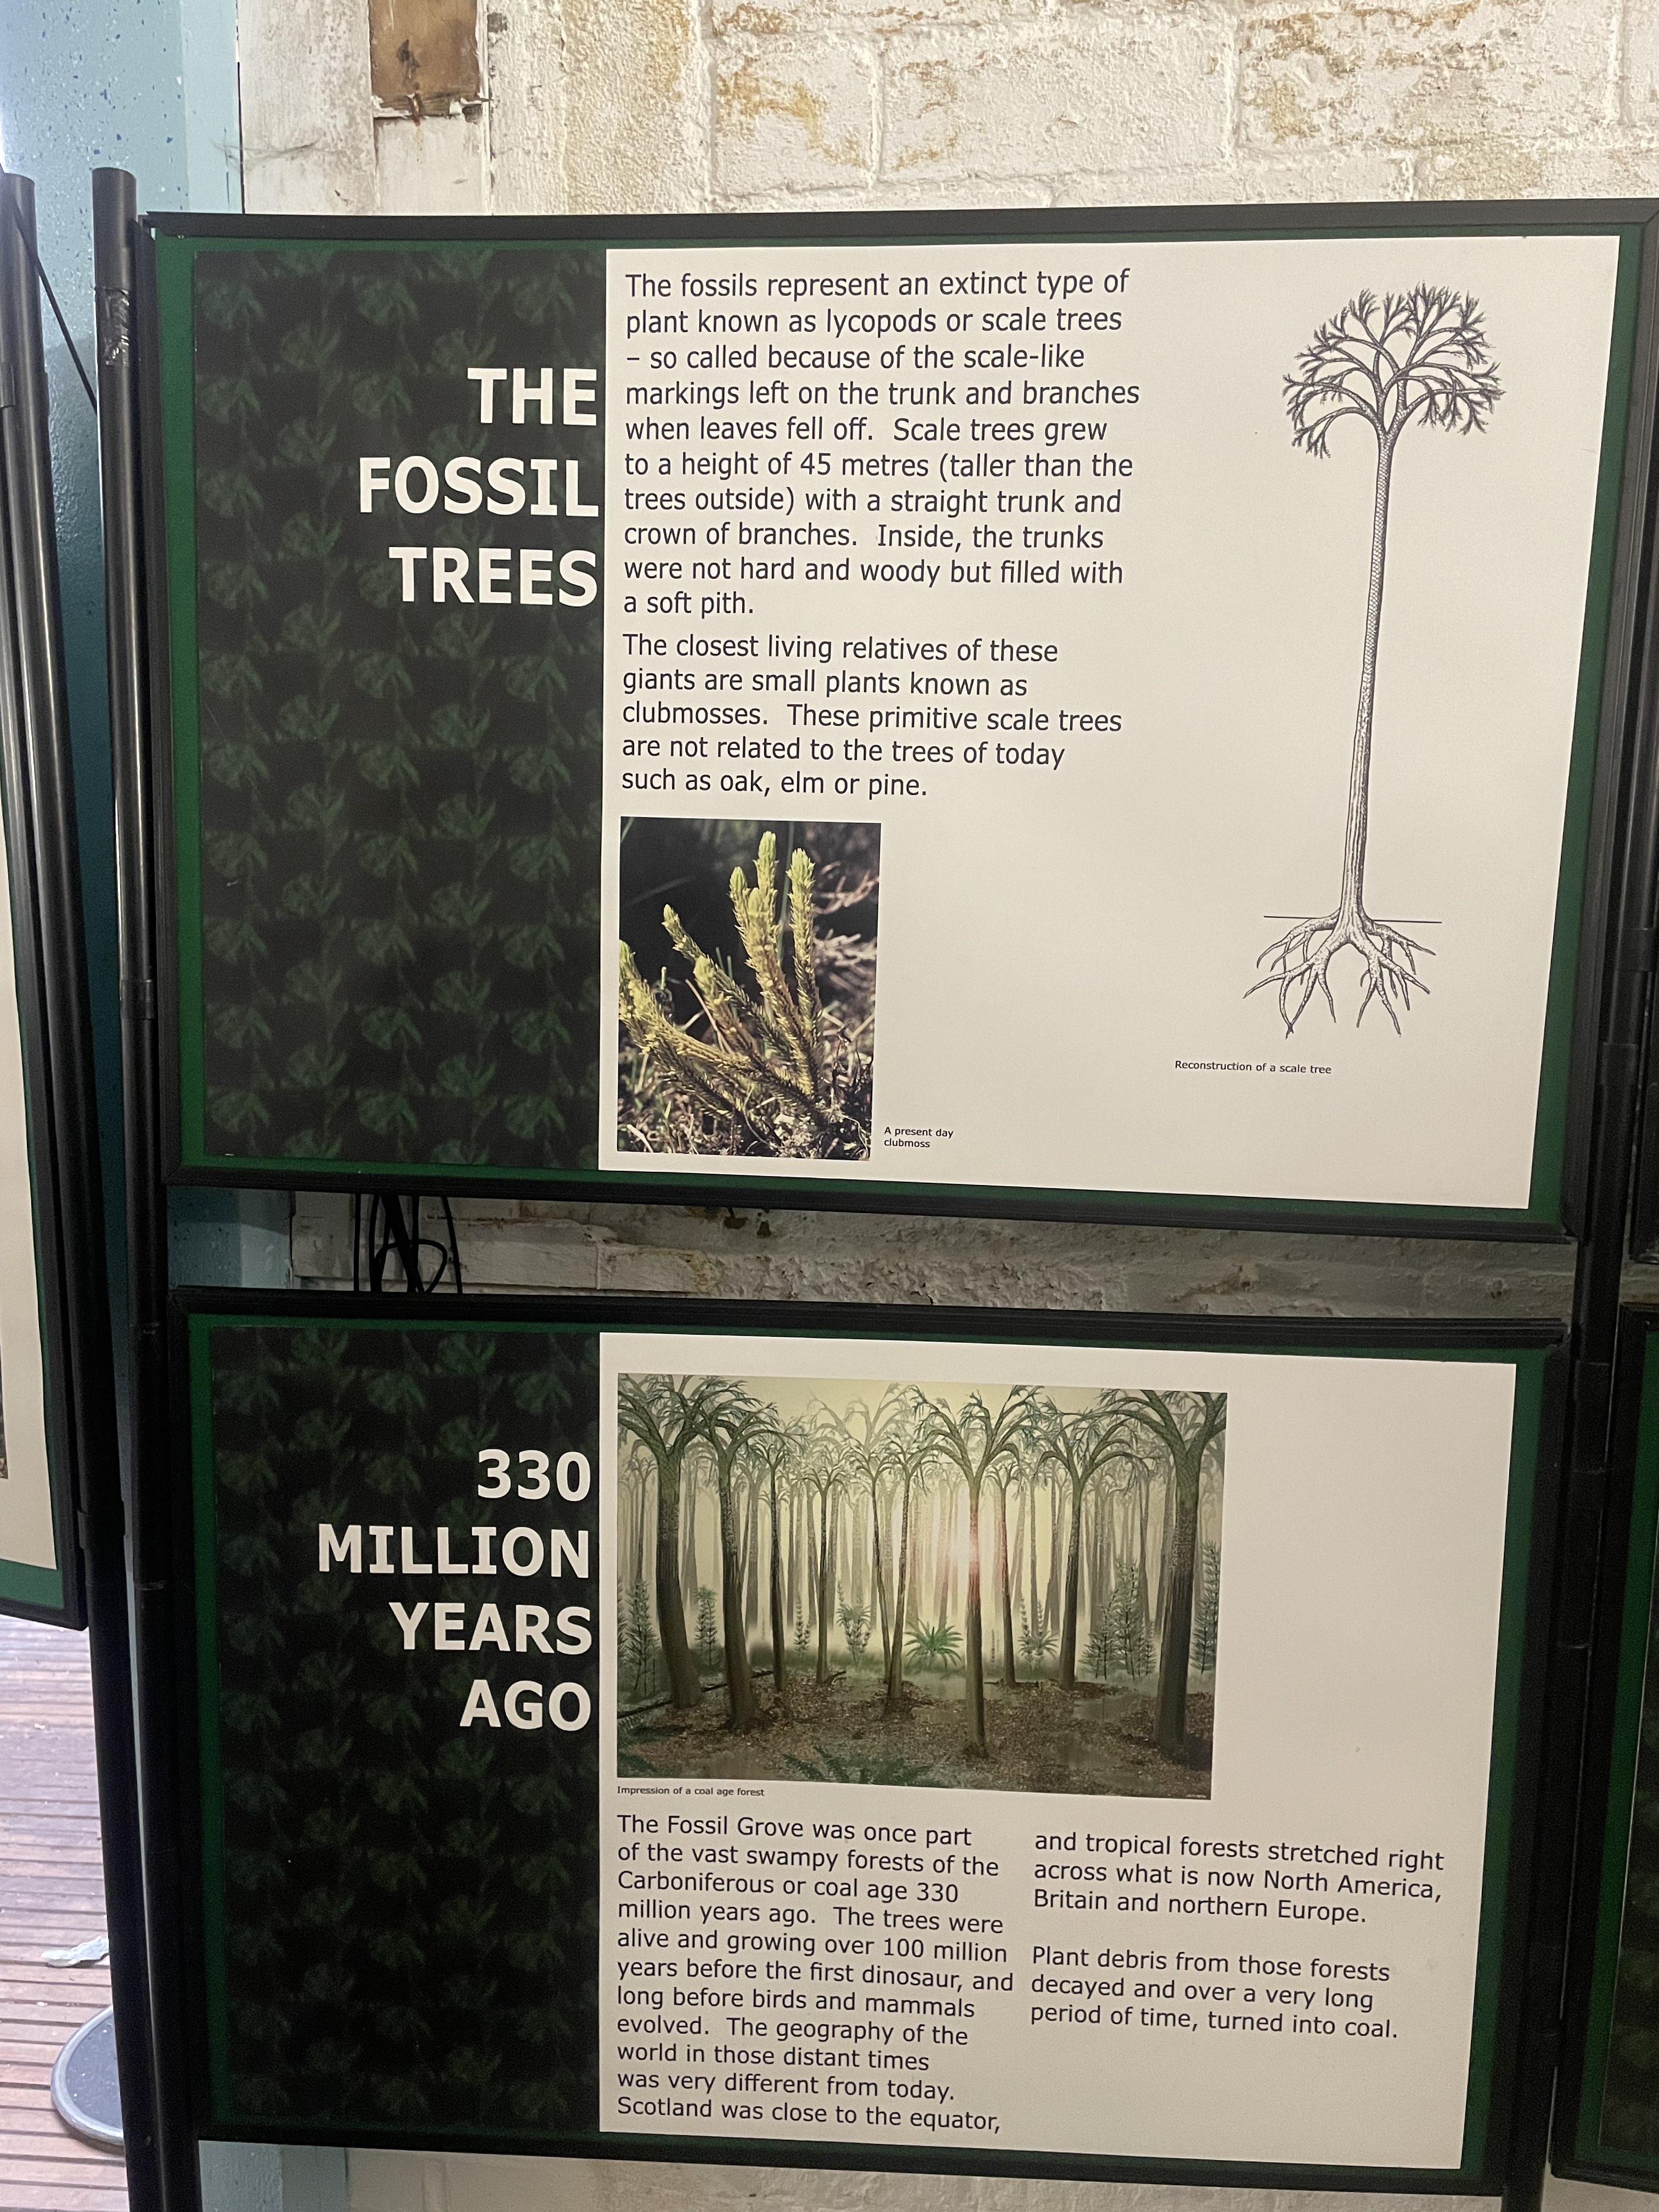 THE
FOSSIL
TREES
The fossils represent an extinct type of
plant known as lycopods or scale trees
– so called because of the scale-like
markings left on the trunk and branches
when leaves fell off. Scale trees grew
to a height of 45 metres (taller than the
trees outside) with a straight trunk and
crown of branches. Inside, the trunks
were not hard and woody but filled with
a soft pith.
The closest living relatives of these
giants are small plants known as
clubmosses. These primitive scale trees
are not related to the trees of today
such as oak, elm or pine.
A present day
clubmoss
Reconstruction of a scale tree
330
MILLION
YEARS
AGO
Impression of a coal age forest
The Fossil Grove was once part
of the vast swampy forests of the
Carboniferous or coal age 330
million years ago. The trees were
alive and growing over 100 million
years before the first dinosaur, and
long before birds and mammals
evolved. The geography of the
world in those distant times
was very different from today.
Scotland was close to the equator,
and tropical forests stretched right
across what is now North America,
Britain and northern Europe.
Plant debris from those forests
decayed and over a very long
period of time, turned into coal.